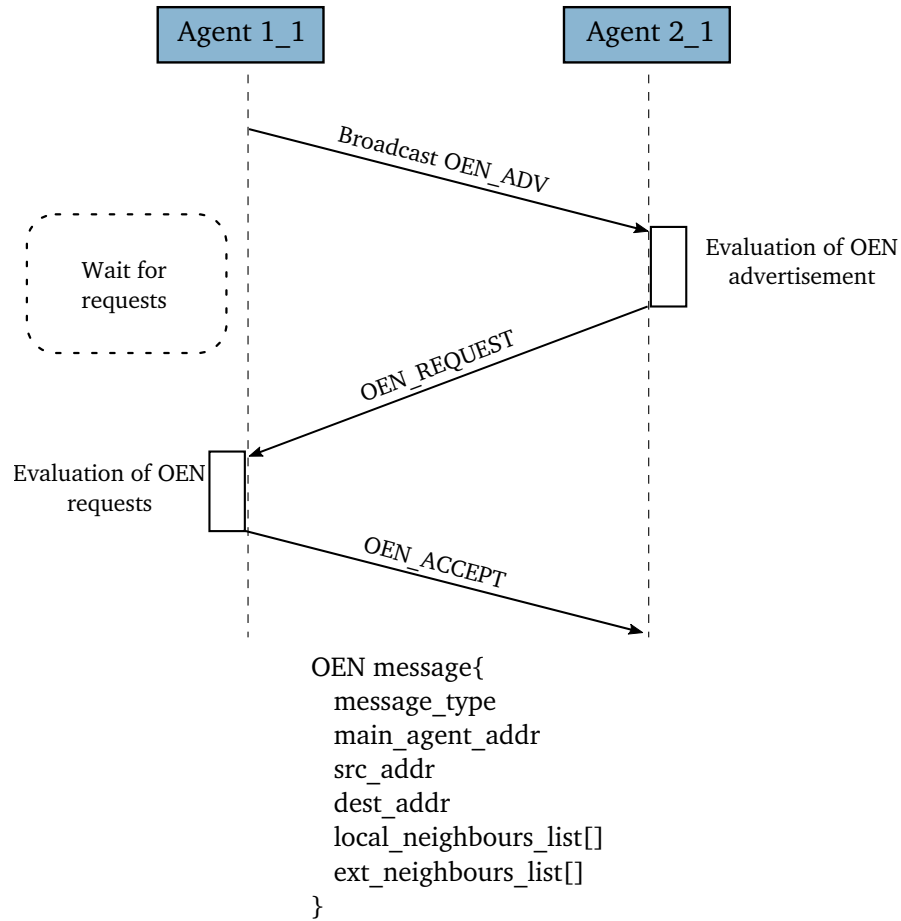 Agent 1_1
Agent 2_1
Broadcast OEN_ADV
Wait for
requests
Evaluation of OEN
advertisement
OEN_REQUEST
Evaluation of OEN
requests
OEN_ACCEPT
OEN message{
message_type
main_agent_addr
src_addr
dest_addr
local_neighbours_list[]
ext_neighbours_list[]
}